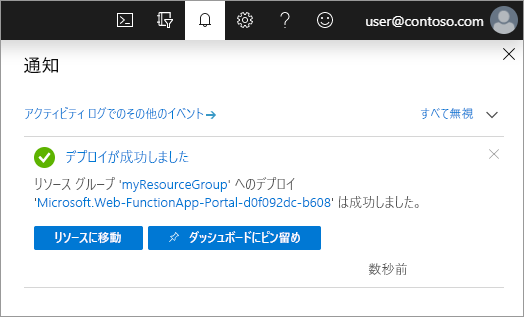 user@contoso.com
通知
アクティビティ ログでのその他のイベント→
すべて無視
デプロイが成功しました
リソース グループ 'myResourceGroup' へのデプロイ
'Microsoft.Web-FunctionApp-Portal-d0f092dc-b608' は成功しました。
リソースに移動
ダッシュボードにピン留め
数秒前